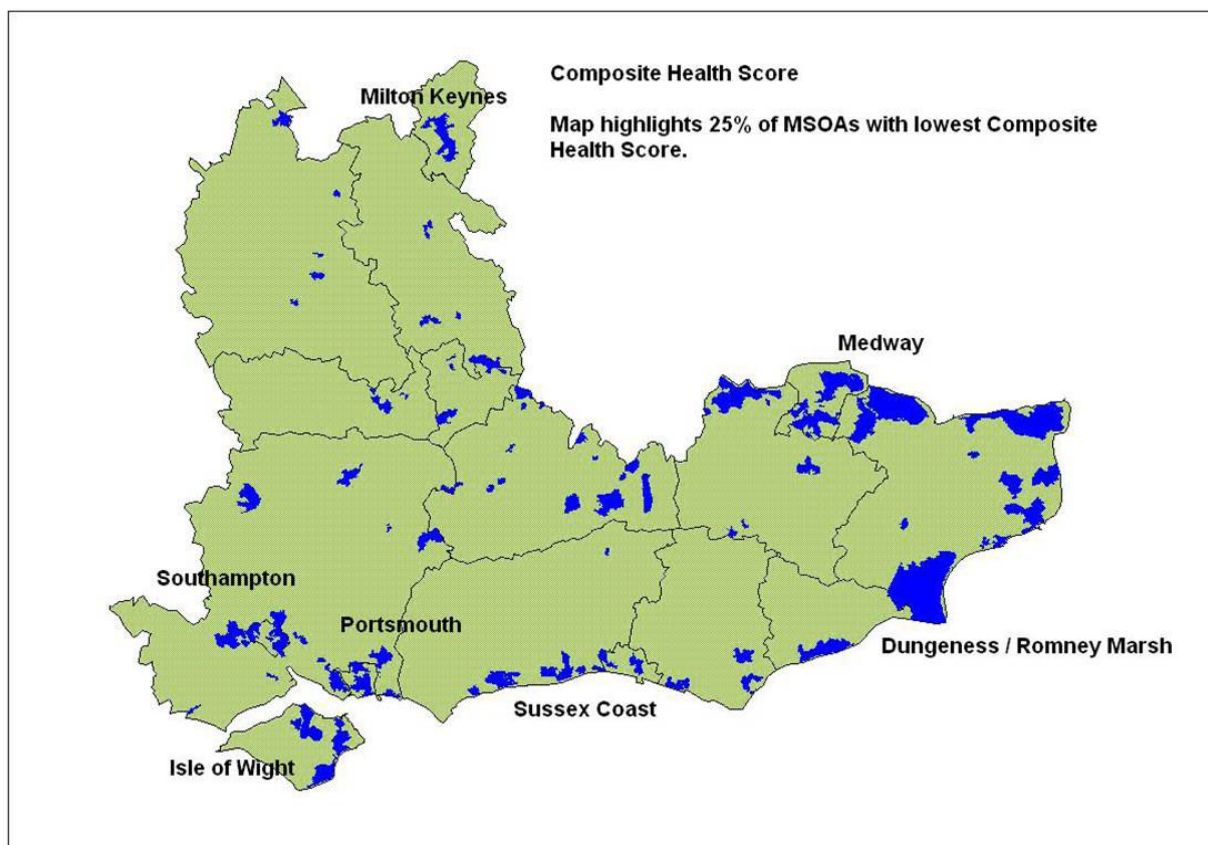 Composite Health Score
Milton Keynes
Map highlights 25% of MSOAs with lowest Composite
Health Score.
Medway
Southampton
Portsmouth
Dungeness / Romney Marsh
Sussex Coast
Isle of Wight